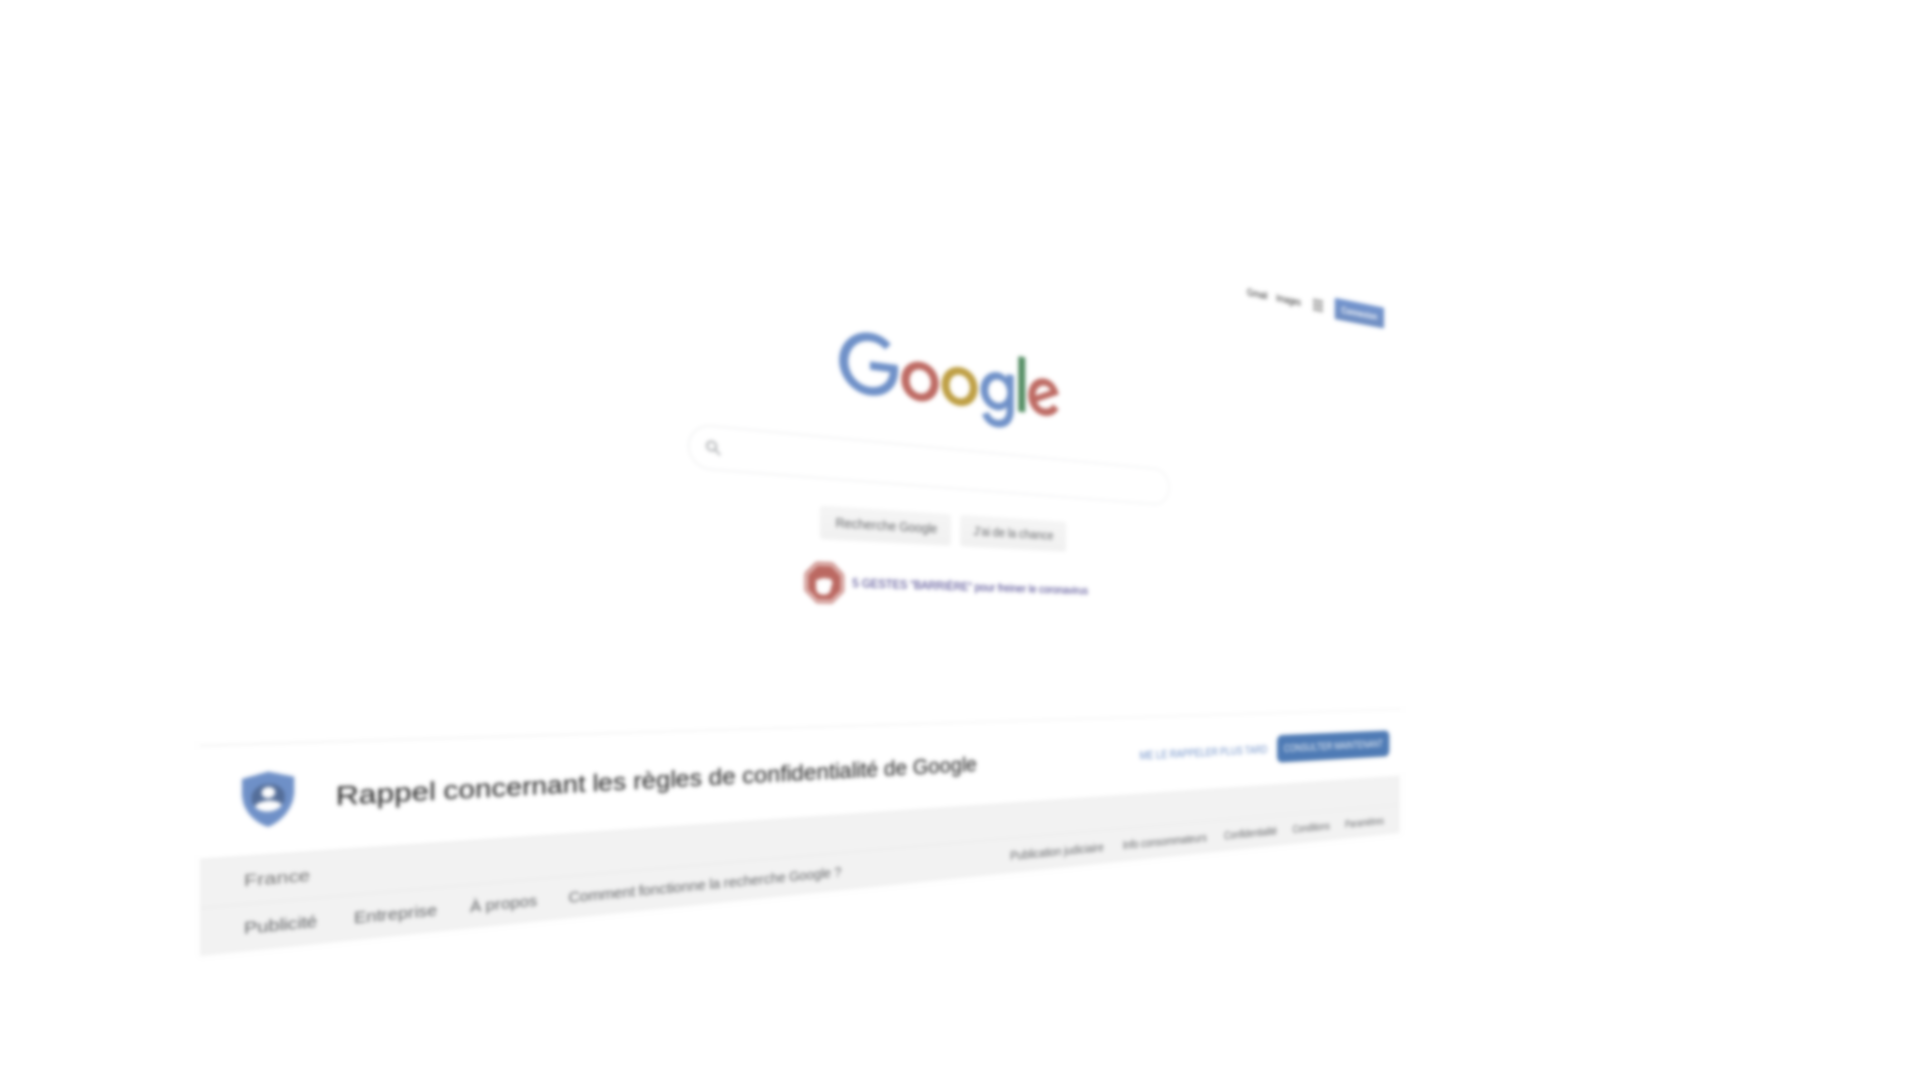 Gmail Images Connexion
Google
Recherche Google J'ai de la chance
5 GESTES "BARRIÈRE" pour freiner le coronavirus
Rappel concernant les règles de confidentialité de Google
ME LE RAPPELER PLUS TARD CONSULTER MAINTENANT
France
Publicité Entreprise À propos Comment fonctionne la recherche Google ? Publication judiciaire Info consommateurs Confidentialité Conditions Paramètres